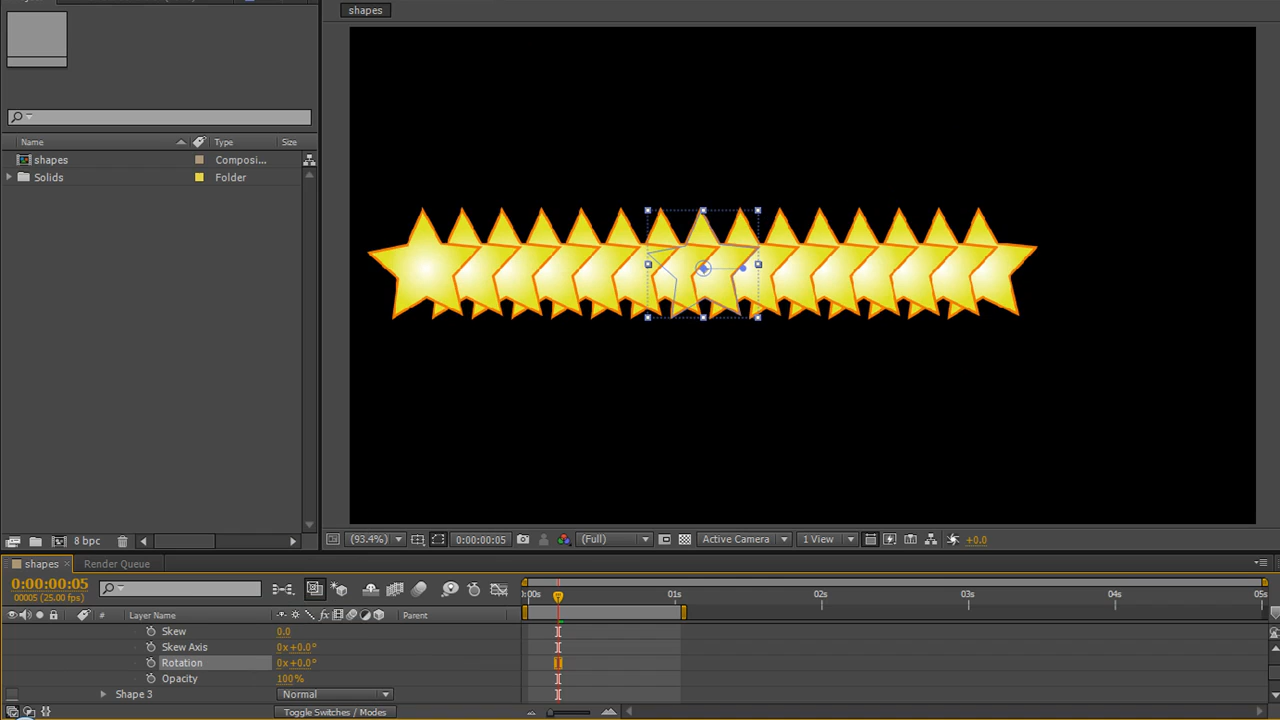 shapes
Name Type Size
shapes Composi...
Solids Folder
8 bpc
(93.4%) 0:00:00:05 (Full) Active Camera 1 View +0.0
shapes × Render Queue
0:00:00:05
00005 (25.00 fps)
:00s 01s 02s 03s 04s 05s
# Layer Name fx Parent
Skew 0.0
Skew Axis 0x+0.0°
Rotation 0x+0.0°
Opacity 100%
Shape 3 Normal
Toggle Switches / Modes